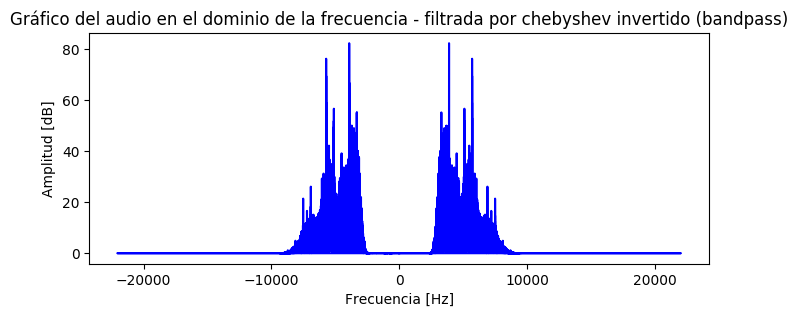 Gráfico del audio en el dominio de la frecuencia - filtrada por chebyshev invertido (bandpass)
80
60
40
20
0
Amplitud [dB]
−20000 −10000 0 10000 20000
Frecuencia [Hz]